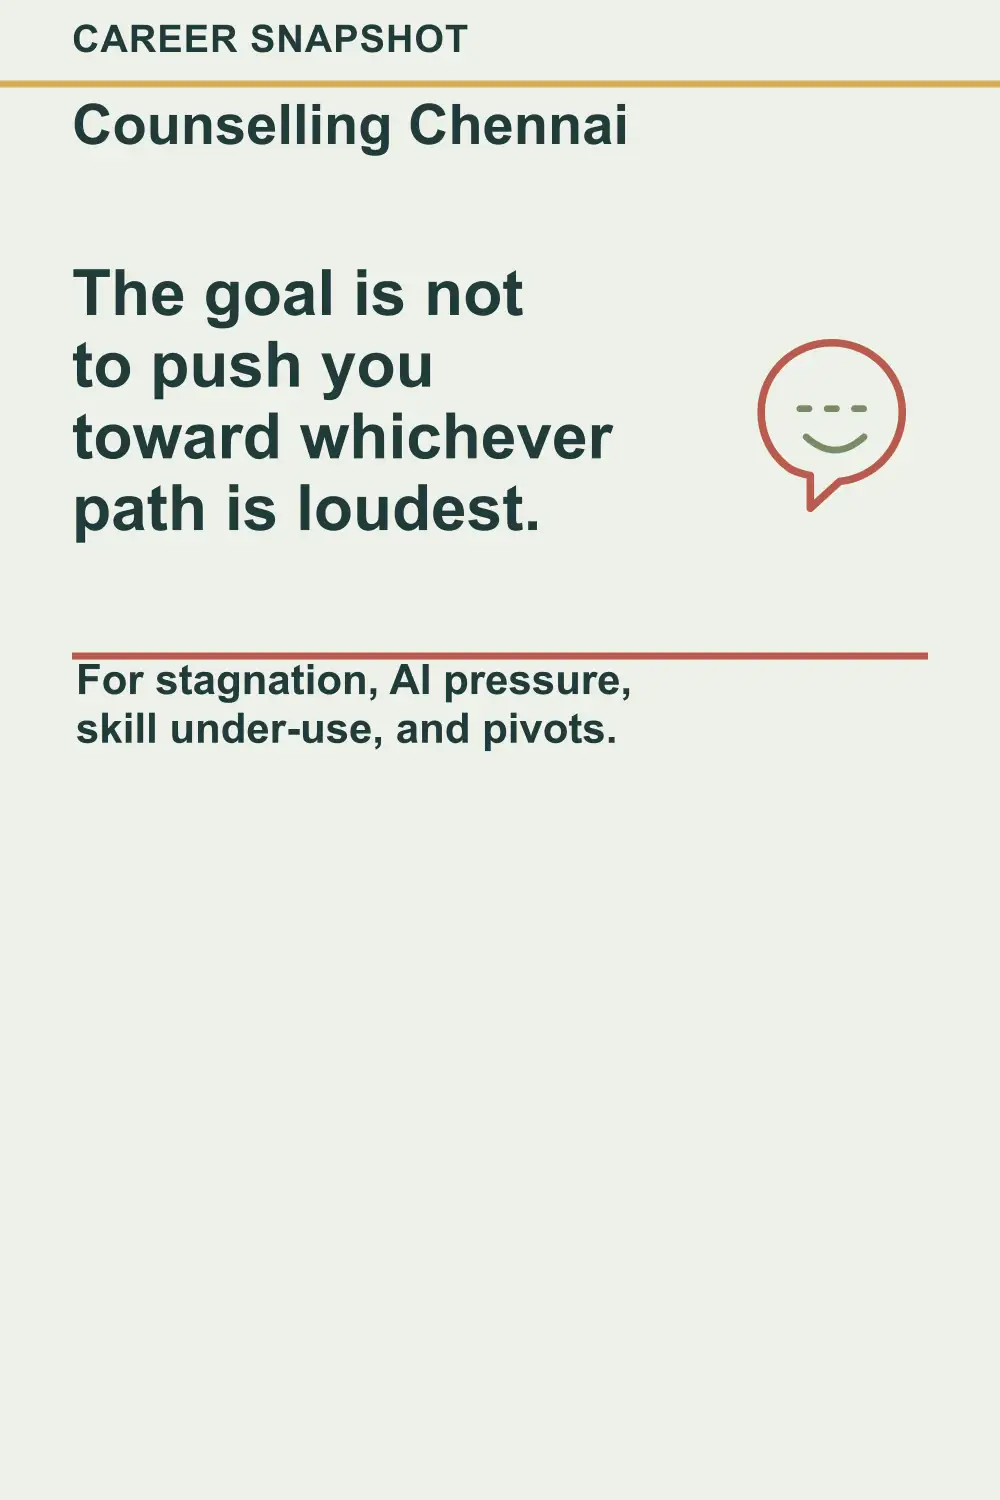 CAREER SNAPSHOT
Counselling Chennai
The goal is not
to push you
toward whichever
path is loudest.
For stagnation, AI pressure,
skill under-use, and pivots.